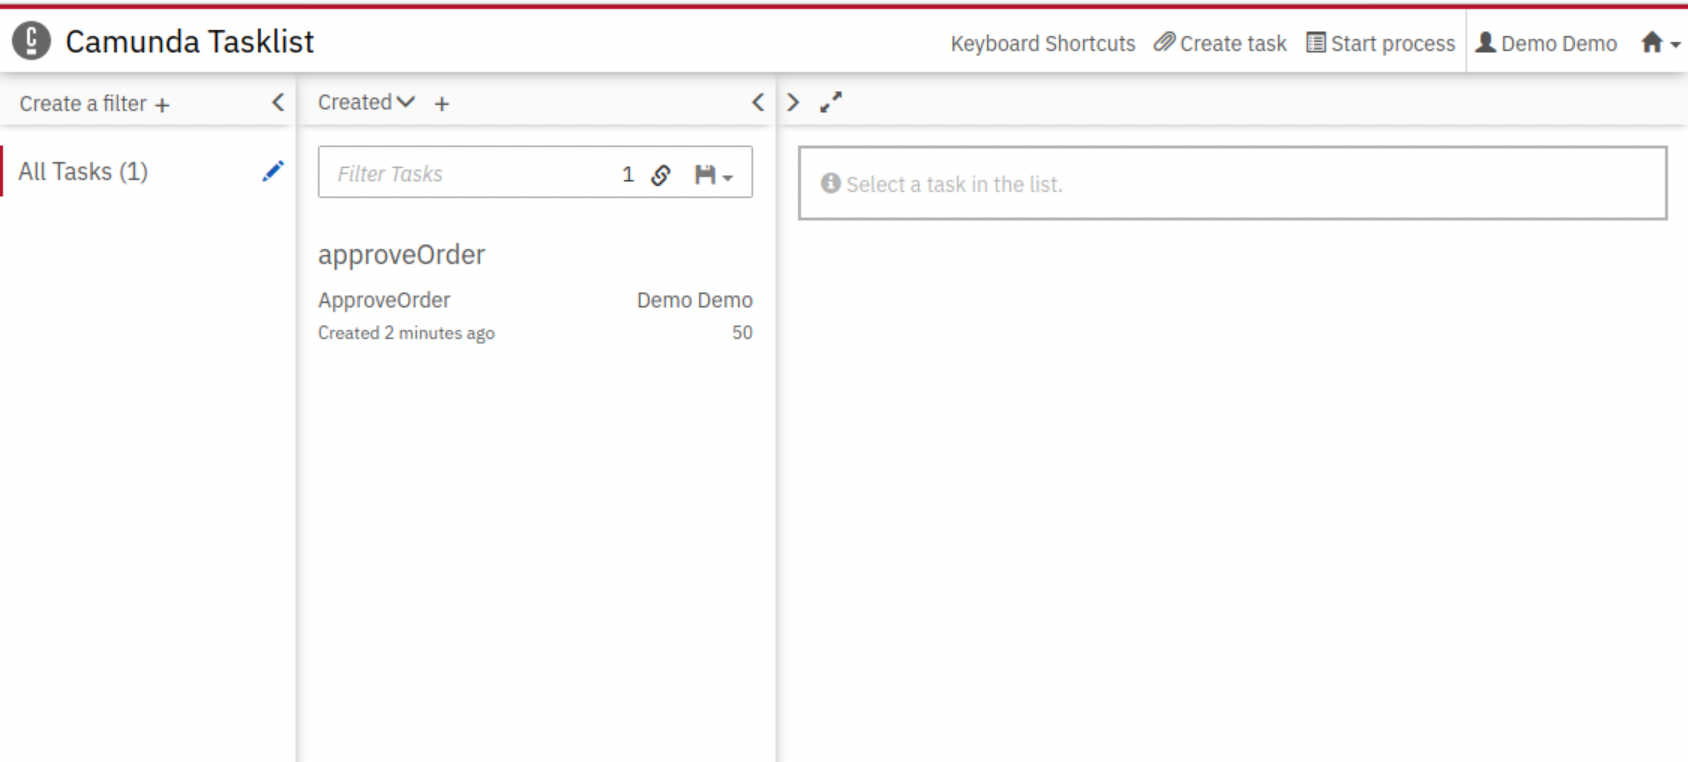 Camunda Tasklist
Keyboard Shortcuts Create task Start process Demo Demo
Create a filter +
Created +
All Tasks (1)
Filter Tasks 1
Select a task in the list.
approveOrder
ApproveOrder Demo Demo
Created 2 minutes ago 50